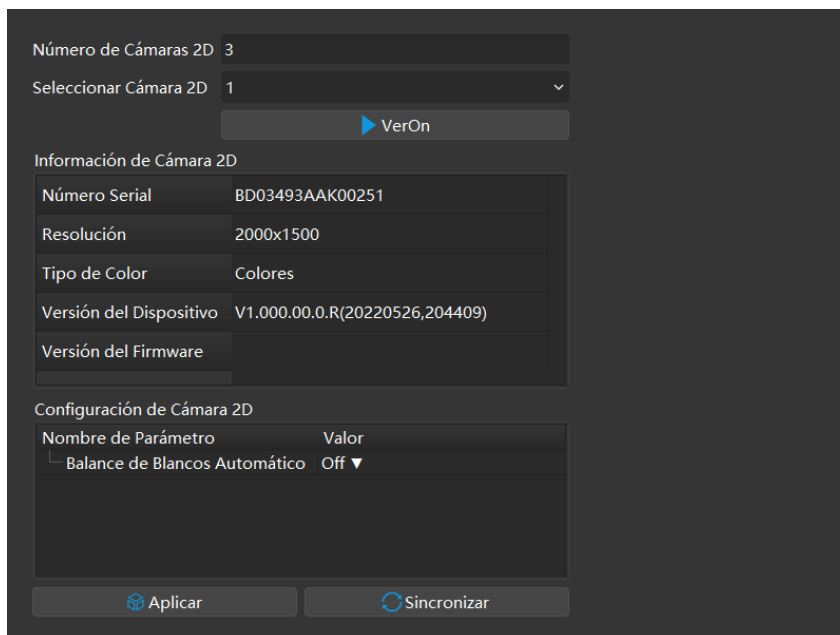 Número de Cámaras 2D 3
Seleccionar Cámara 2D 1
VerOn
Información de Cámara 2D
Número Serial BD03493AAK00251
Resolución 2000x1500
Tipo de Color Colores
Versión del Dispositivo V1.000.00.0.R(20220526,204409)
Versión del Firmware
Configuración de Cámara 2D
Nombre de Parámetro Valor
Balance de Blancos Automático Off ▼
Aplicar Sincronizar